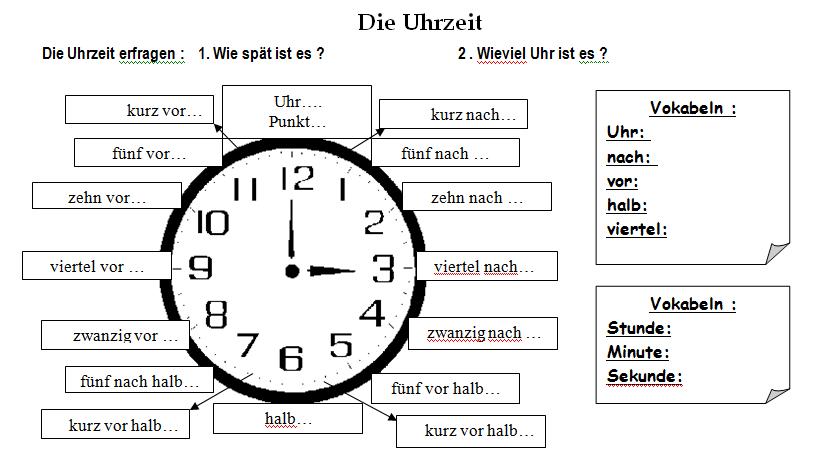 Die Uhrzeit
Die Uhrzeit erfragen : 1. Wie spät ist es ? 2 . Wieviel Uhr ist es ?
Uhr….
Punkt…
kurz vor…
kurz nach…
fünf vor…
fünf nach …
zehn vor…
zehn nach …
viertel vor …
viertel nach…
zwanzig vor …
zwanzig nach …
fünf nach halb…
fünf vor halb…
kurz vor halb…
halb…
kurz vor halb…
12
1
2
3
4
5
6
7
8
9
10
11
Vokabeln :
Uhr:
nach:
vor:
halb:
viertel:
Vokabeln :
Stunde:
Minute:
Sekunde: